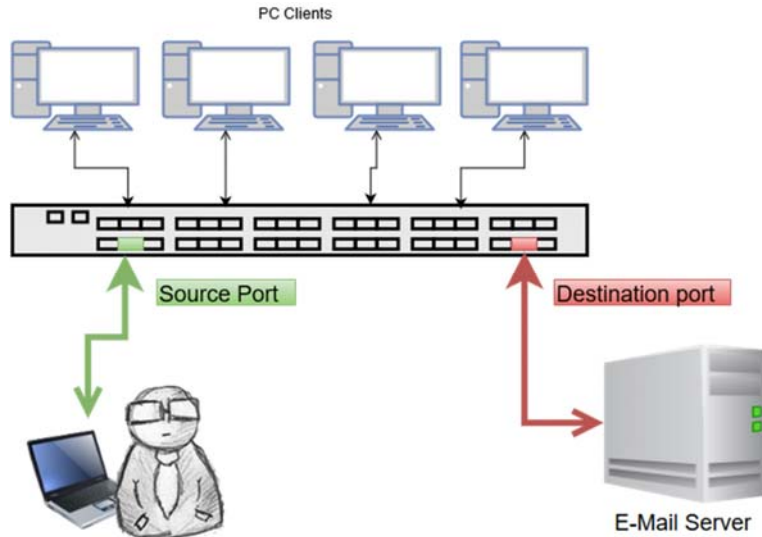 PC Clients
Source Port
Destination port
E-Mail Server